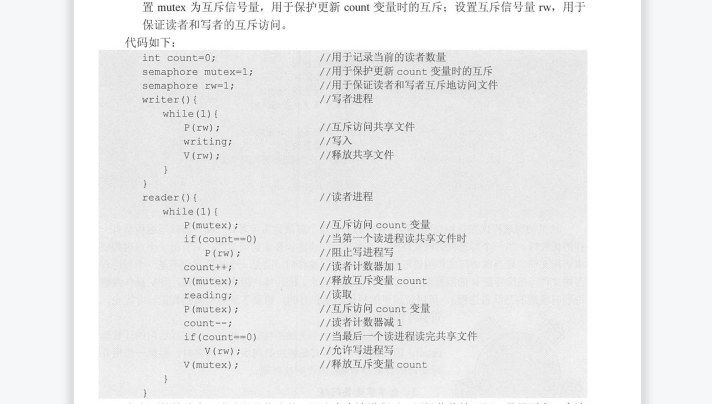 置 mutex 为互斥信号量，用于保护更新 count 变量时的互斥；设置互斥信号量 rw，用于
保证读者和写者的互斥访问。
代码如下：
int count=0; //用于记录当前的读者数量
semaphore mutex=1; //用于保护更新 count 变量时的互斥
semaphore rw=1; //用于保证读者和写者互斥地访问文件
writer(){ //写者进程
while(1){
P(rw); //互斥访问共享文件
writing; //写入
V(rw); //释放共享文件
}
}
reader(){ //读者进程
while(1){
P(mutex); //互斥访问 count 变量
if(count==0) //当第一个读进程读共享文件时
P(rw); //阻止写进程写
count++; //读者计数器加 1
V(mutex); //释放互斥变量 count
reading; //读取
P(mutex); //互斥访问 count 变量
count--; //读者计数器减 1
if(count==0) //当最后一个读进程读完共享文件
V(rw); //允许写进程写
V(mutex); //释放互斥变量 count
}
}